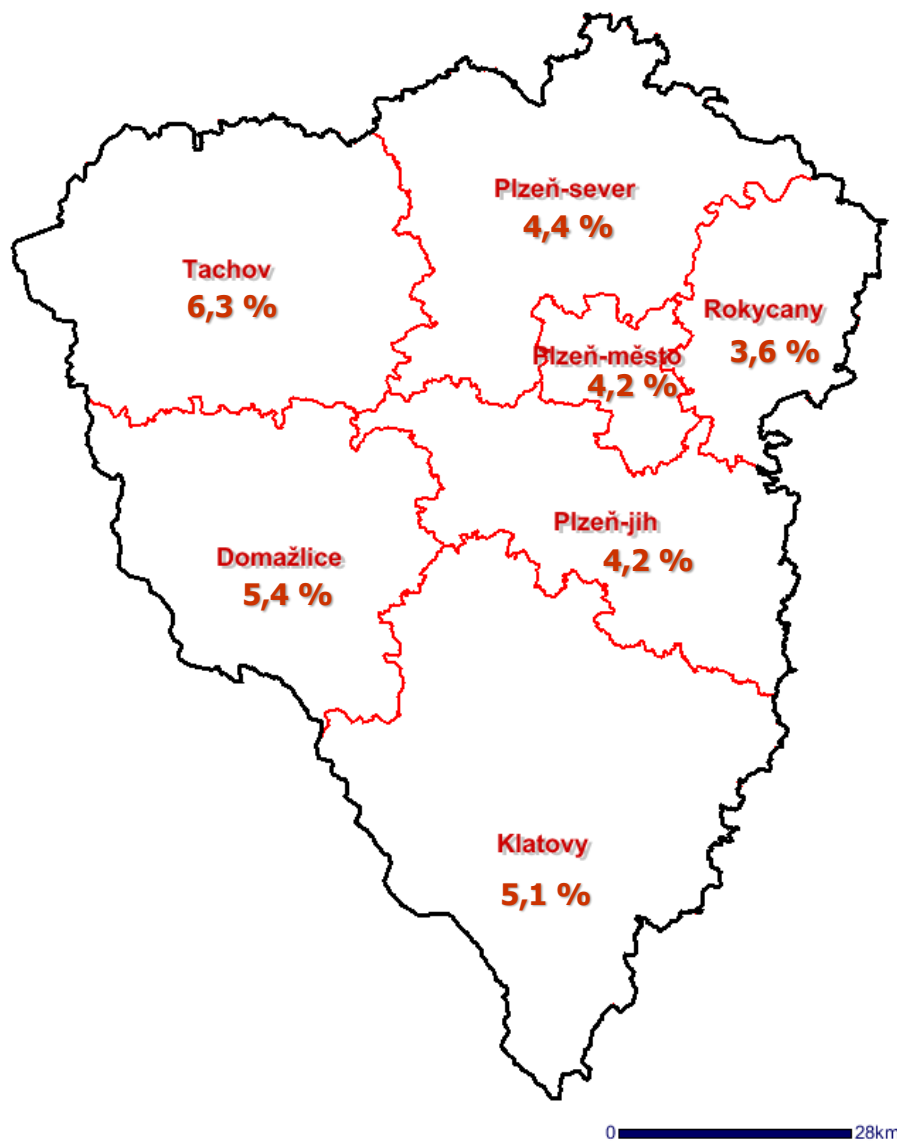 Plzeň-sever
4,4 %
Tachov
6,3 %
Rokycany
3,6 %
Plzeň-město
4,2 %
Plzeň-jih
4,2 %
Domažlice
5,4 %
Klatovy
5,1 %
0 28km